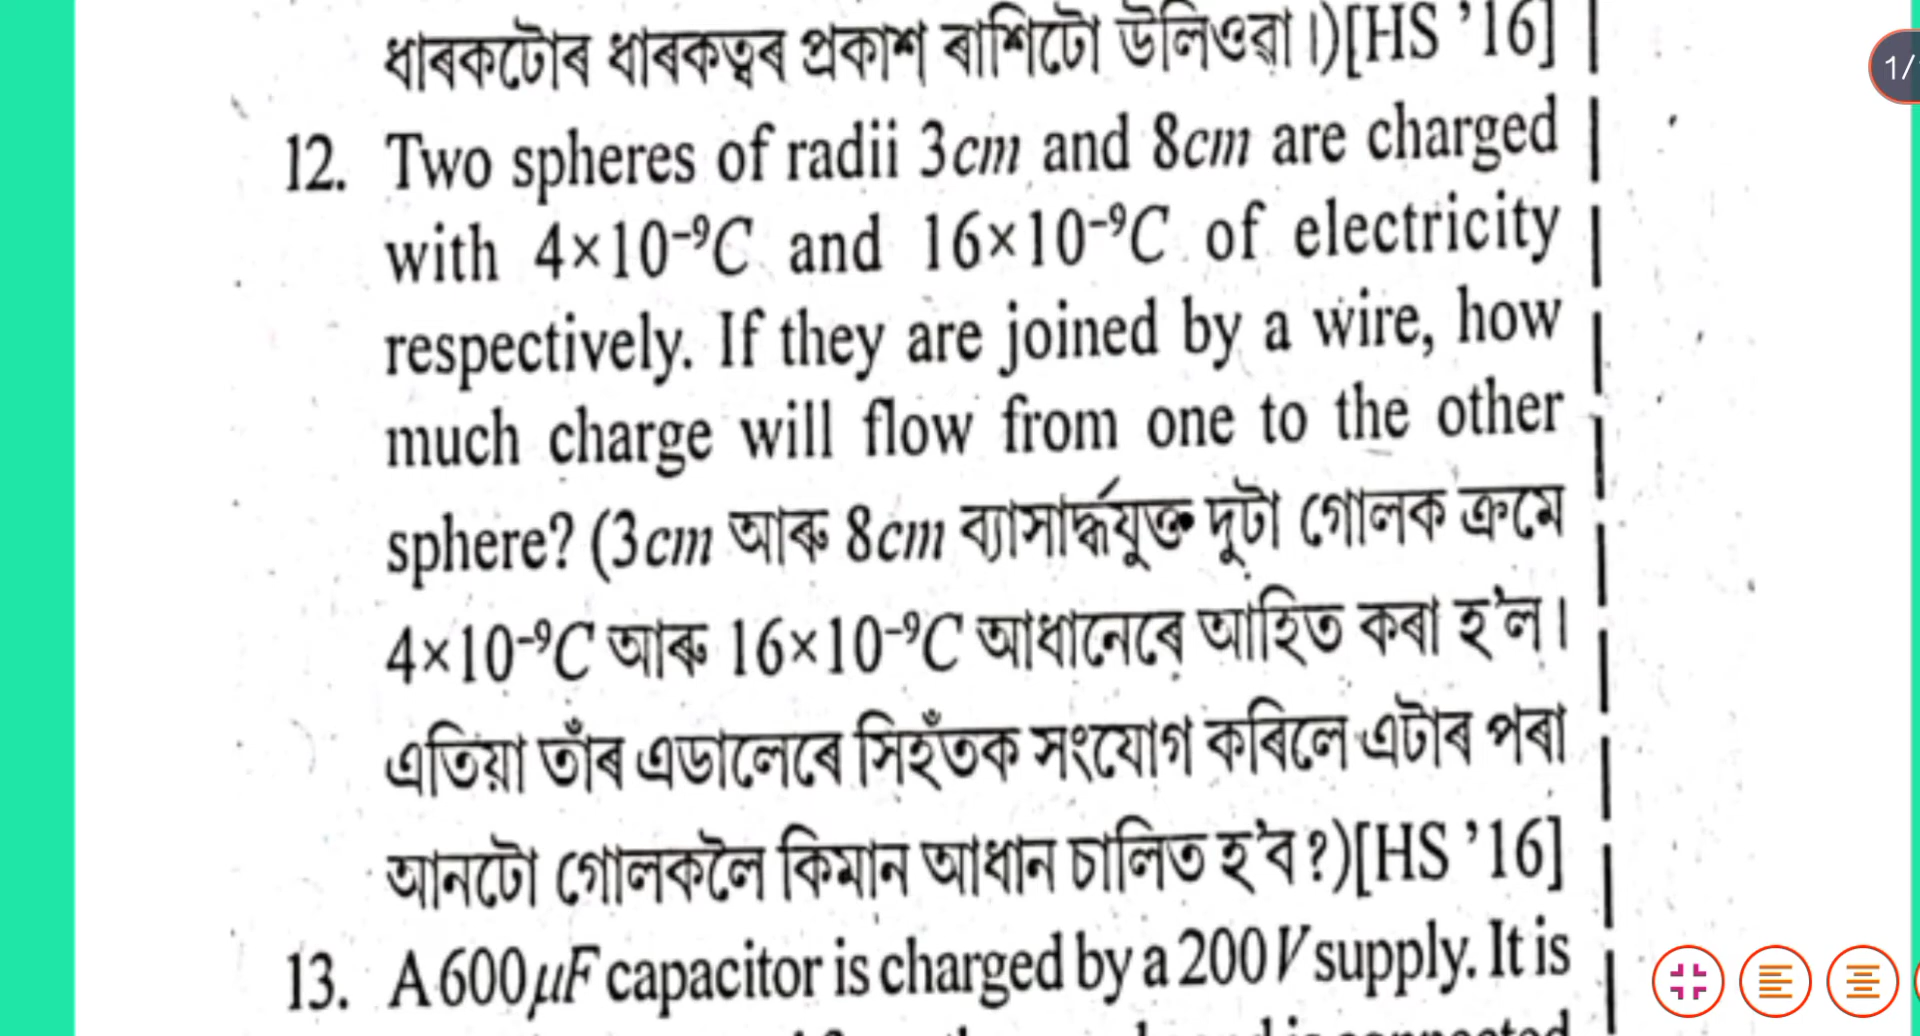 ধাৰকটোৰ ধাৰকত্বৰ প্ৰকাশ ৰাশিটো উলিওৱা।)[HS ’16]
1/
12. Two spheres of radii 3cm and 8cm are charged
with 4×10⁻⁹C and 16×10⁻⁹C of electricity
respectively. If they are joined by a wire, how
much charge will flow from one to the other
sphere? (3cm আৰু 8cm ব্যাসাৰ্দ্ধযুক্ত দুটা গোলক ক্ৰমে
4×10⁻⁹C আৰু 16×10⁻⁹C আধানেৰে আহিত কৰা হ’ল।
এতিয়া তাঁৰ এডালেৰে সিহঁতক সংযোগ কৰিলে এটাৰ পৰা
আনটো গোলকলৈ কিমান আধান চালিত হ’ব?)[HS ’16]
13. A 600μF capacitor is charged by a 200V supply. It is
connected